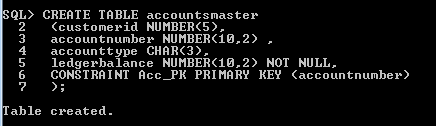 SQL> CREATE TABLE accountsmaster
2 (customerid NUMBER(5),
3 accountnumber NUMBER(10,2) ,
4 accounttype CHAR(3),
5 ledgerbalance NUMBER(10,2) NOT NULL,
6 CONSTRAINT Acc_PK PRIMARY KEY (accountnumber)
7 );
Table created.